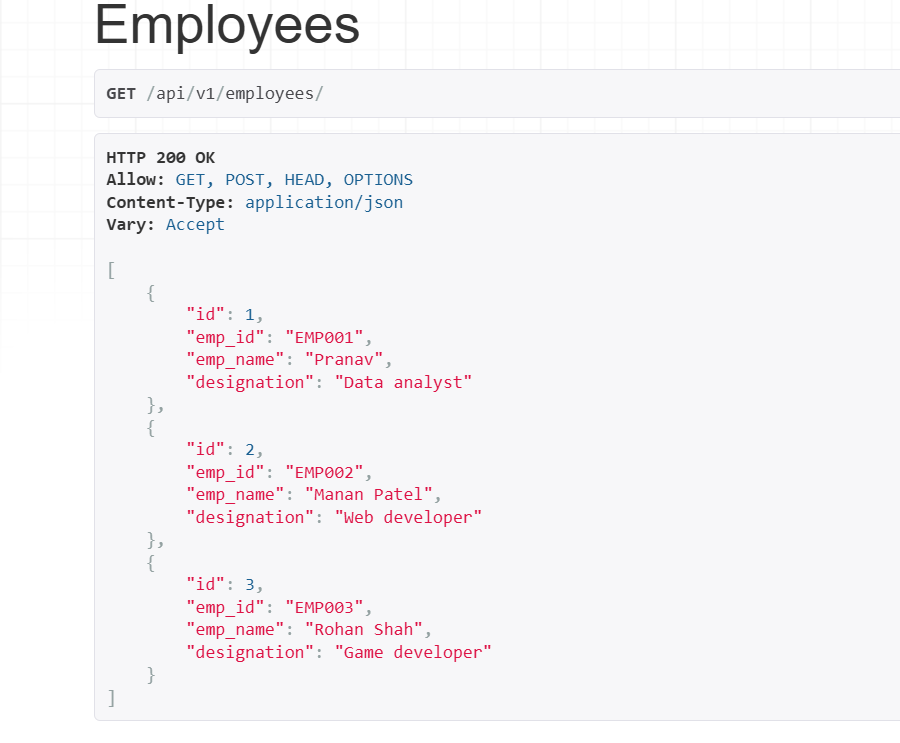 Employees
GET /api/v1/employees/
HTTP 200 OK
Allow: GET, POST, HEAD, OPTIONS
Content-Type: application/json
Vary: Accept
[
    {
        "id": 1,
        "emp_id": "EMP001",
        "emp_name": "Pranav",
        "designation": "Data analyst"
    },
    {
        "id": 2,
        "emp_id": "EMP002",
        "emp_name": "Manan Patel",
        "designation": "Web developer"
    },
    {
        "id": 3,
        "emp_id": "EMP003",
        "emp_name": "Rohan Shah",
        "designation": "Game developer"
    }
]